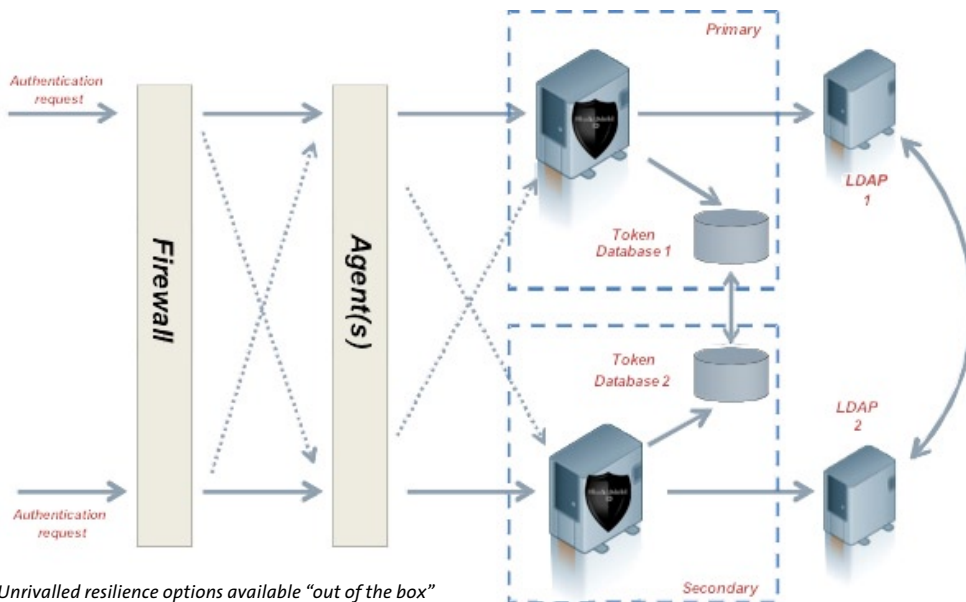 Primary
Authentication
request
LDAP
1
Firewall
Agent(s)
Token
Database 1
Token
Database 2
LDAP
2
Authentication
request
Unrivalled resilience options available “out of the box”
Secondary